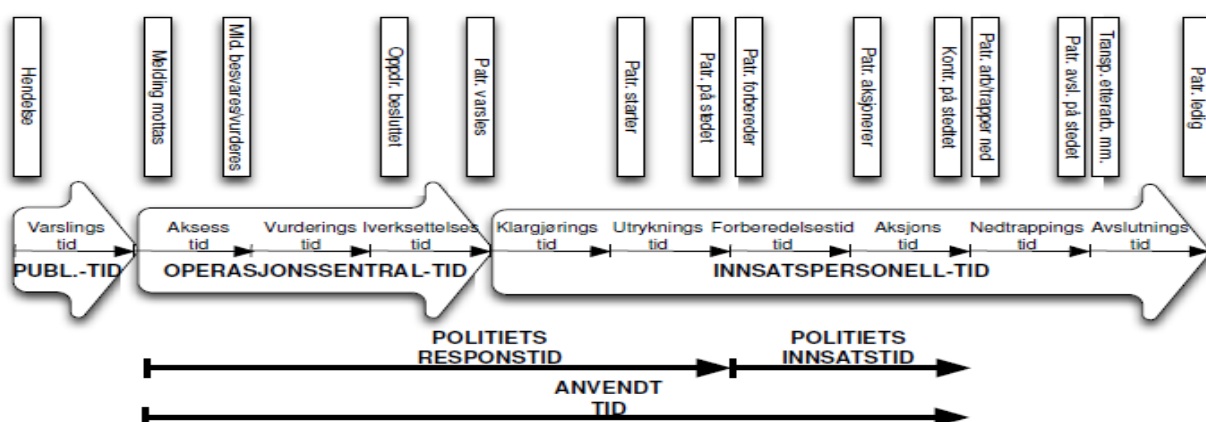 Hendelse
Melding mottas
Mld. besvares/vurderes
Oppdr. besluttet
Patr. varsles
Patr. starter
Patr. på stedet
Patr. forbereder
Patr. aksjonerer
Kontr. på stedtet
Patr. arb/trapper ned
Patr. avsl. på stedet
Transp. etterarb. mm.
Patr. ledig
Varslings
tid
Aksess
tid
Vurderings
tid
Iverksettelses
tid
Klargjørings
tid
Utryknings
tid
Forberedelsestid
tid
Aksjons
tid
Nedtrappings
tid
Avslutnings
tid
PUBL.-TID
OPERASJONSSENTRAL-TID
INNSATSPERSONELL-TID
POLITIETS
RESPONSTID
POLITIETS
INNSATSTID
ANVENDT
TID